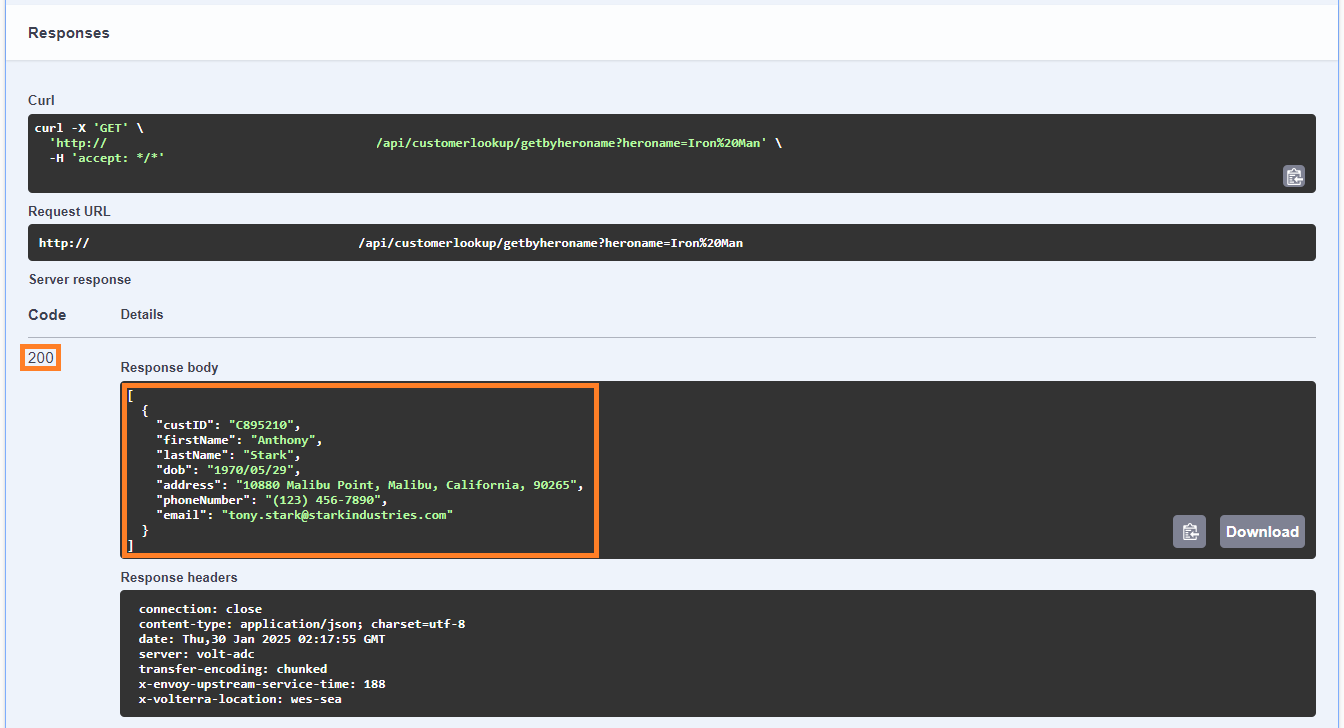 Responses
Curl
curl -X 'GET' \
'http:// /api/customerlookup/getbyheroname?heroname=Iron%20Man' \
-H 'accept: */*'
Request URL
http:// /api/customerlookup/getbyheroname?heroname=Iron%20Man
Server response
Code Details
200
Response body
[
{
"custID": "C895210",
"firstName": "Anthony",
"lastName": "Stark",
"dob": "1970/05/29",
"address": "10880 Malibu Point, Malibu, California, 90265",
"phoneNumber": "(123) 456-7890",
"email": "tony.stark@starkindustries.com"
}
]
Download
Response headers
connection: close
content-type: application/json; charset=utf-8
date: Thu,30 Jan 2025 02:17:55 GMT
server: volt-adc
transfer-encoding: chunked
x-envoy-upstream-service-time: 188
x-volterra-location: wes-sea